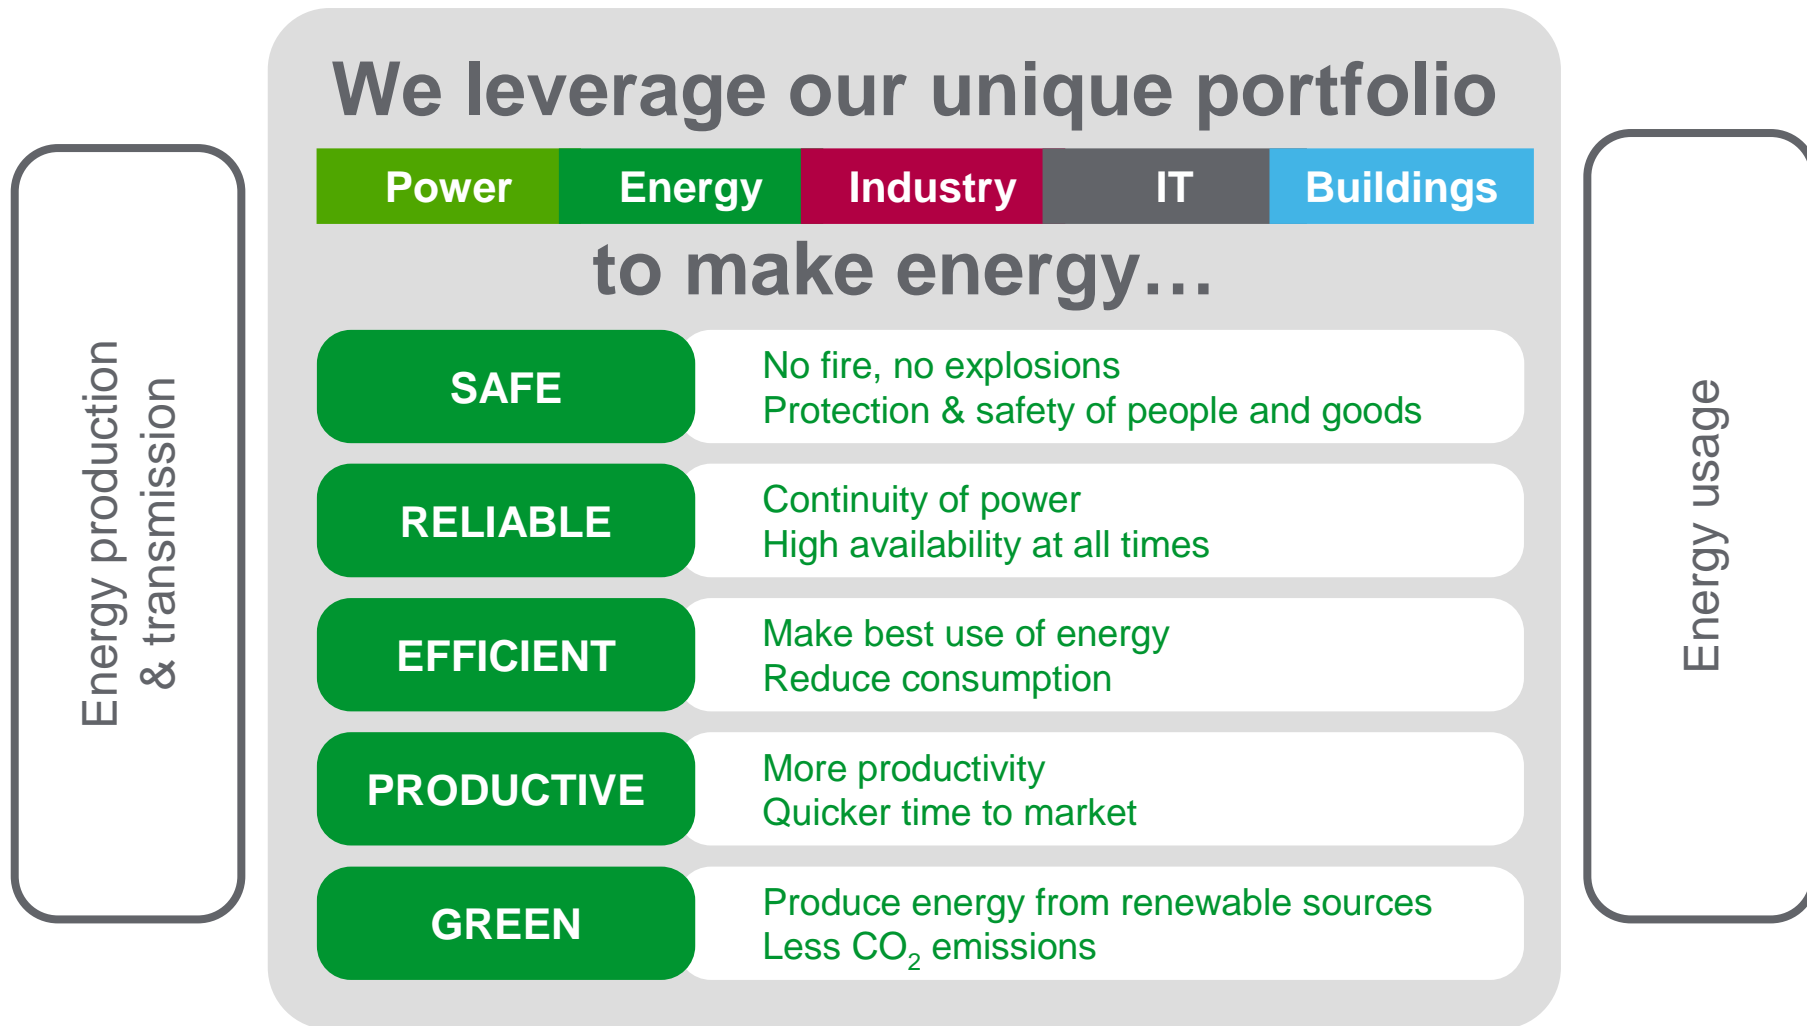 We leverage our unique portfolio
Power Energy Industry IT Buildings
to make energy…
Energy production
& transmission
SAFE
No fire, no explosions
Protection & safety of people and goods
RELIABLE
Continuity of power
High availability at all times
EFFICIENT
Make best use of energy
Reduce consumption
PRODUCTIVE
More productivity
Quicker time to market
GREEN
Produce energy from renewable sources
Less CO₂ emissions
Energy usage